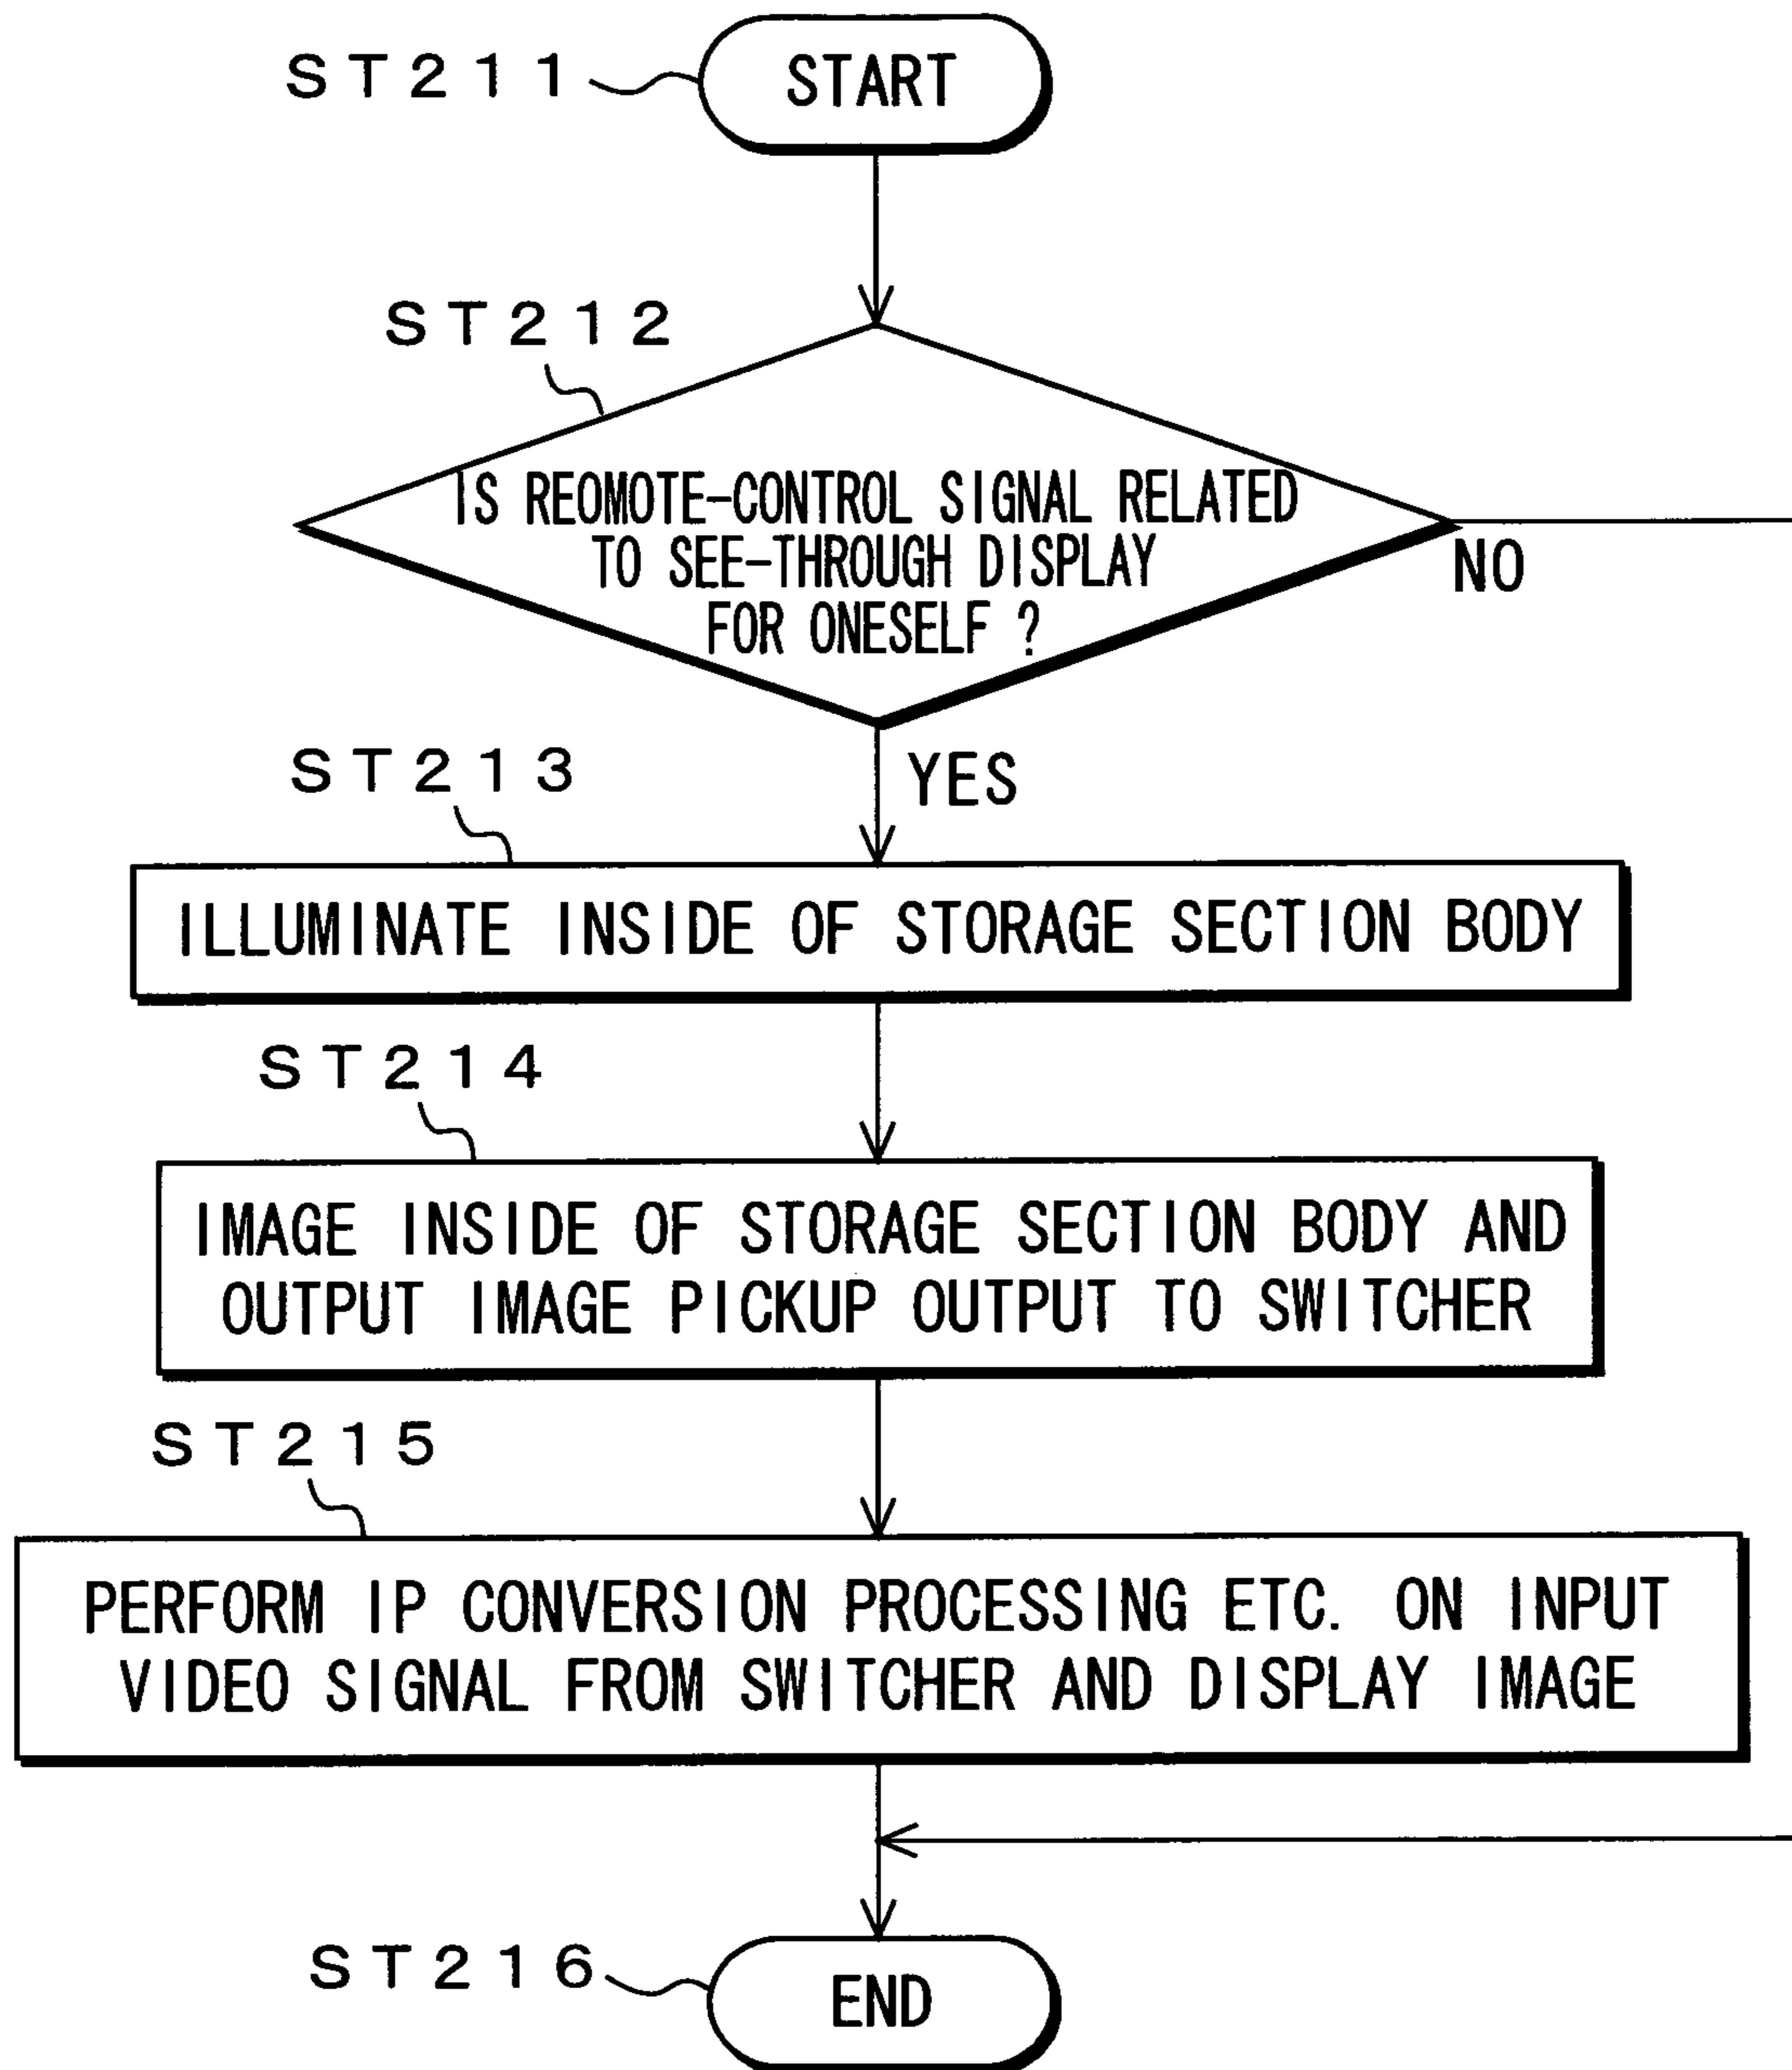 ST211
START
ST212
IS REOMOTE-CONTROL SIGNAL RELATED
TO SEE-THROUGH DISPLAY
FOR ONESELF ?
NO
YES
ST213
ILLUMINATE INSIDE OF STORAGE SECTION BODY
ST214
IMAGE INSIDE OF STORAGE SECTION BODY AND
OUTPUT IMAGE PICKUP OUTPUT TO SWITCHER
ST215
PERFORM IP CONVERSION PROCESSING ETC. ON INPUT
VIDEO SIGNAL FROM SWITCHER AND DISPLAY IMAGE
ST216
END